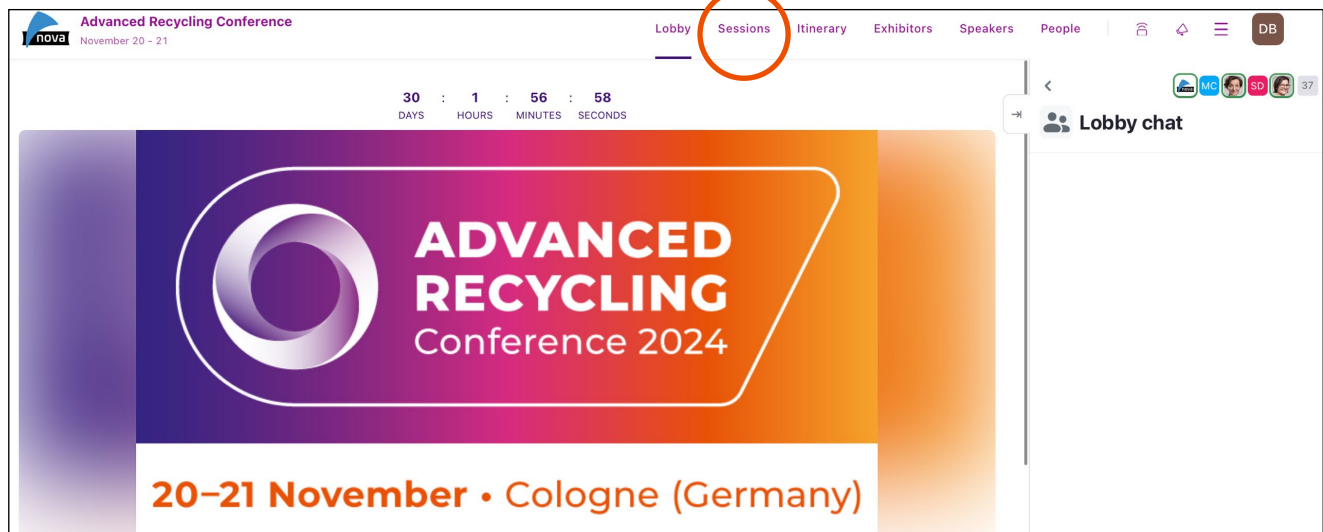 nova
Advanced Recycling Conference
November 20 - 21
Lobby Sessions Itinerary Exhibitors Speakers People DB
30 : 1 : 56 : 58
DAYS HOURS MINUTES SECONDS
MC SD 37
Lobby chat
ADVANCED
RECYCLING
Conference 2024
20–21 November • Cologne (Germany)